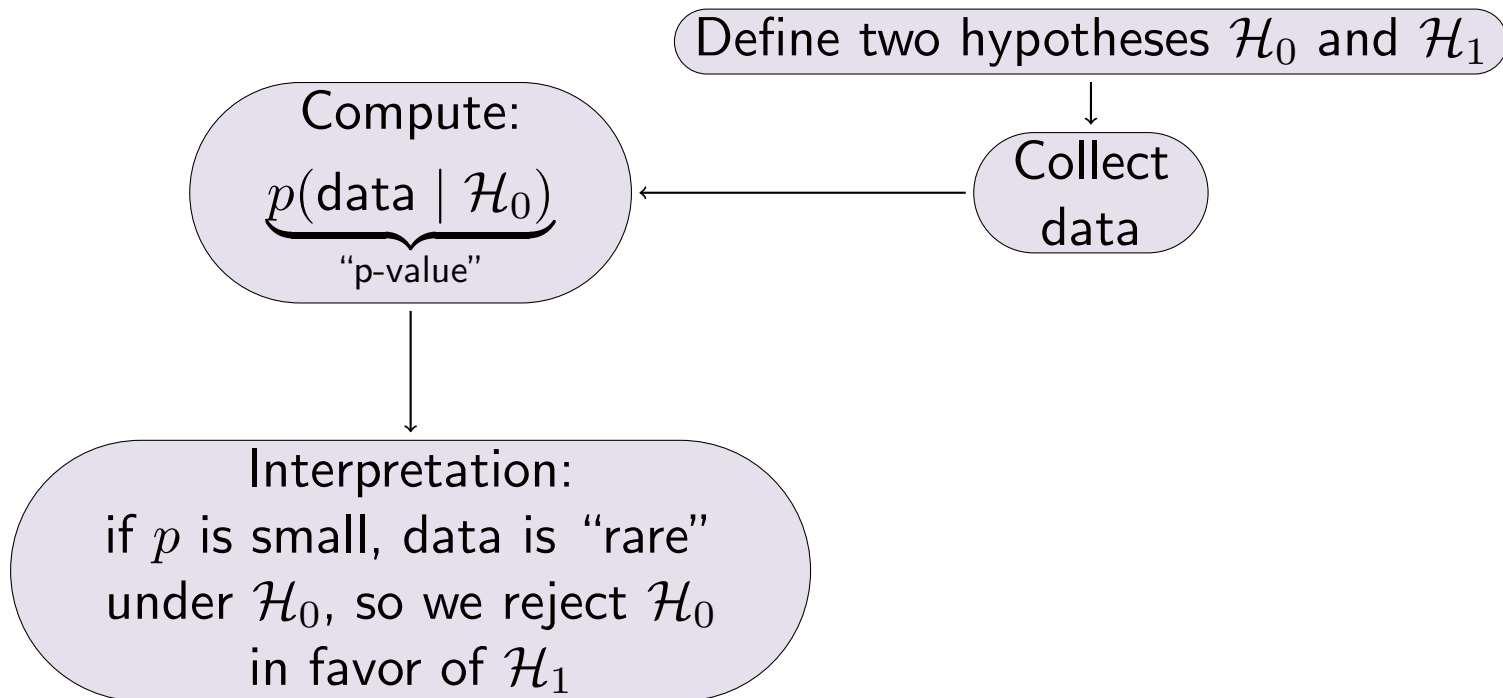 Define two hypotheses ℋ₀ and ℋ₁
Collect
data
Compute:
p(data | ℋ₀)
“p-value”
Interpretation:
if p is small, data is “rare”
under ℋ₀, so we reject ℋ₀
in favor of ℋ₁